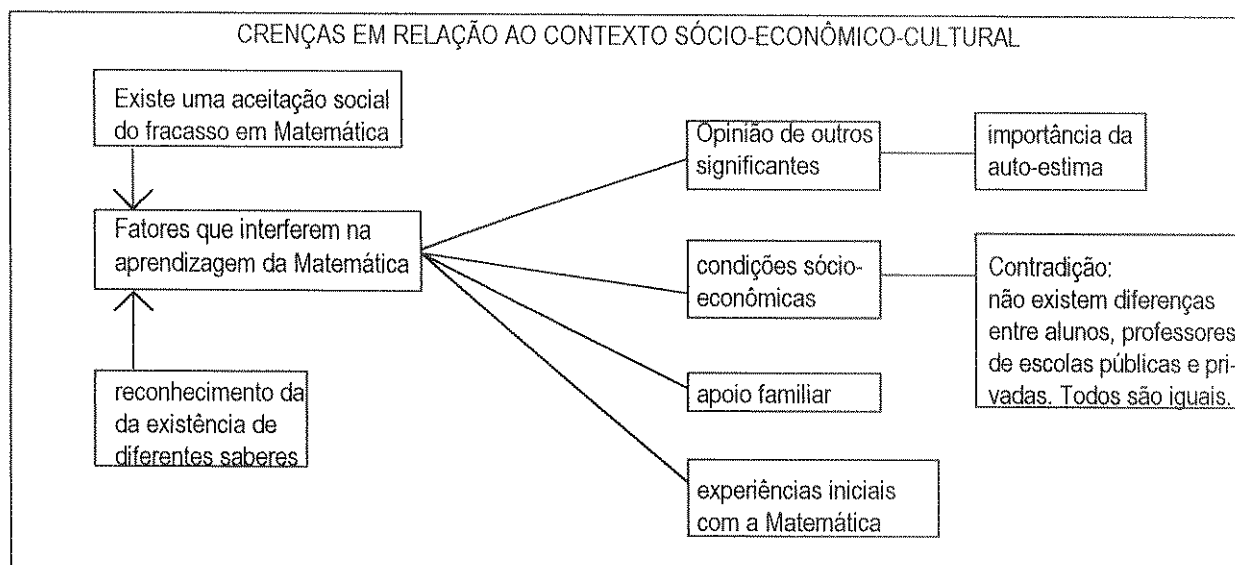 CRENÇAS EM RELAÇÃO AO CONTEXTO SÓCIO-ECONÔMICO-CULTURAL
Existe uma aceitação social
do fracasso em Matemática
Fatores que interferem na
aprendizagem da Matemática
reconhecimento da
da existência de
diferentes saberes
Opinião de outros
significantes
importância da
auto-estima
condições sócio-
econômicas
Contradição:
não existem diferenças
entre alunos, professores
de escolas públicas e pri-
vadas. Todos são iguais.
apoio familiar
experiências iniciais
com a Matemática